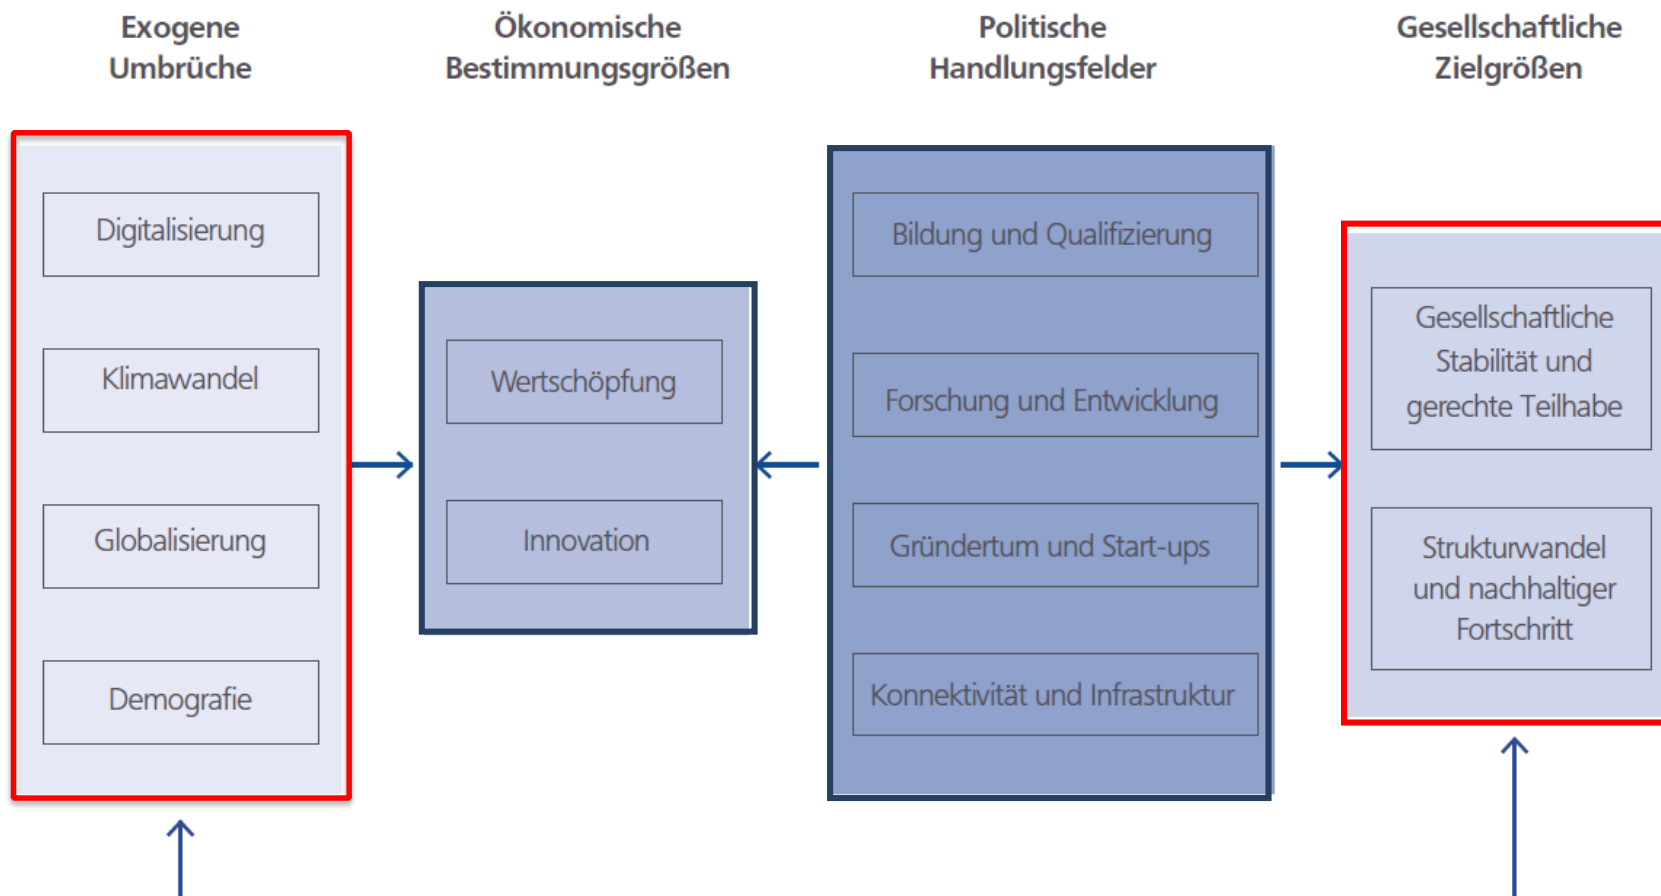 Exogene
Umbrüche
Ökonomische
Bestimmungsgrößen
Politische
Handlungsfelder
Gesellschaftliche
Zielgrößen
Digitalisierung
Klimawandel
Globalisierung
Demografie
Wertschöpfung
Innovation
Bildung und Qualifizierung
Forschung und Entwicklung
Gründertum und Start-ups
Konnektivität und Infrastruktur
Gesellschaftliche
Stabilität und
gerechte Teilhabe
Strukturwandel
und nachhaltiger
Fortschritt